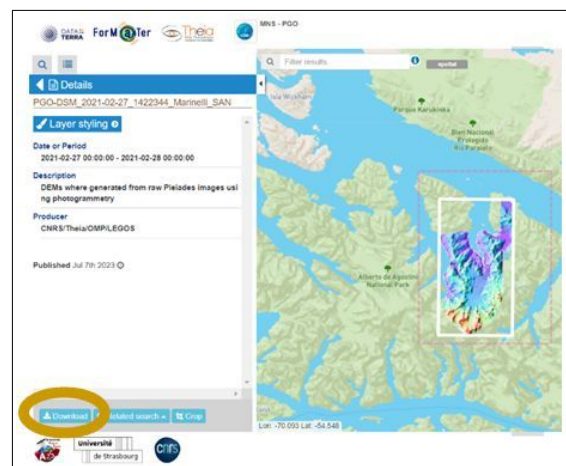 DATA
TERRA
ForM@Ter
Theia
MNS - PGO
Filter results
Details
PGO-DSM_2021-02-27_1422344_Marinelli_SAN
Layer styling
Date or Period
2021-02-27 00:00:00 - 2021-02-28 00:00:00
Description
DEMs where generated from raw Pleiades images usi
ng photogrammetry
Producer
CNRS/Theia/OMP/LEGOS
Published Jul 7th 2023
Isla Wickham
Parque Karukinka
Bien Nacional
Protegido
Río Paralelo
Alberto de Agostini
National Park
Download
Related search
Crop
Lon: -70.093 Lat: -54.548
Université
de Strasbourg
cnrs